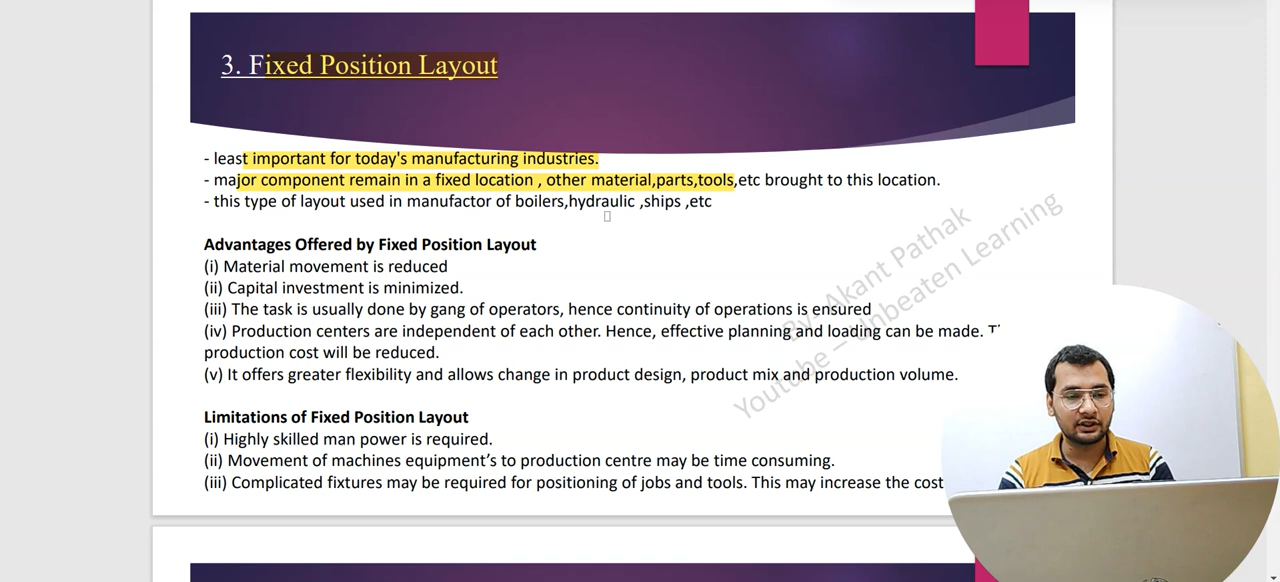 3. Fixed Position Layout
- least important for today's manufacturing industries.
- major component remain in a fixed location , other material,parts,tools,etc brought to this location.
- this type of layout used in manufactor of boilers,hydraulic ,ships ,etc
Advantages Offered by Fixed Position Layout
(i) Material movement is reduced
(ii) Capital investment is minimized.
(iii) The task is usually done by gang of operators, hence continuity of operations is ensured
(iv) Production centers are independent of each other. Hence, effective planning and loading can be made.
production cost will be reduced.
(v) It offers greater flexibility and allows change in product design, product mix and production volume.
Limitations of Fixed Position Layout
(i) Highly skilled man power is required.
(ii) Movement of machines equipment's to production centre may be time consuming.
(iii) Complicated fixtures may be required for positioning of jobs and tools. This may increase the cost
By- Akant Pathak
Youtube – Unbeaten Learning